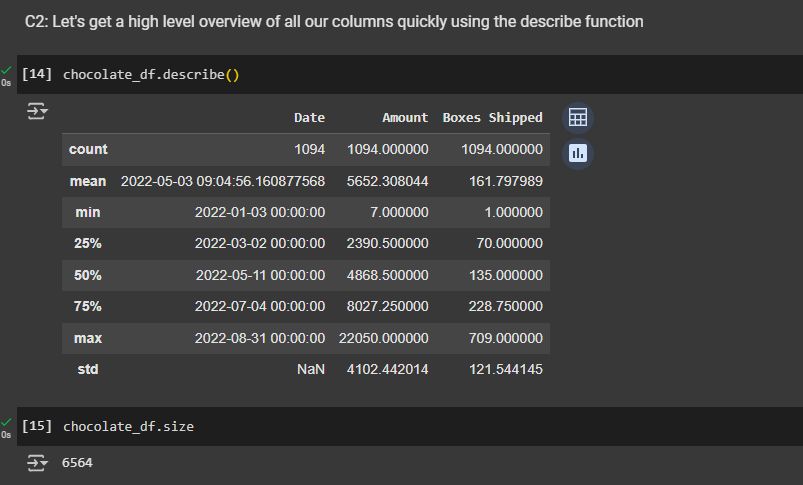 C2: Let's get a high level overview of all our columns quickly using the describe function
[14] chocolate_df.describe()
0s
Date Amount Boxes Shipped
count 1094 1094.000000 1094.000000
mean 2022-05-03 09:04:56.160877568 5652.308044 161.797989
min 2022-01-03 00:00:00 7.000000 1.000000
25% 2022-03-02 00:00:00 2390.500000 70.000000
50% 2022-05-11 00:00:00 4868.500000 135.000000
75% 2022-07-04 00:00:00 8027.250000 228.750000
max 2022-08-31 00:00:00 22050.000000 709.000000
std NaN 4102.442014 121.544145
[15] chocolate_df.size
0s
6564